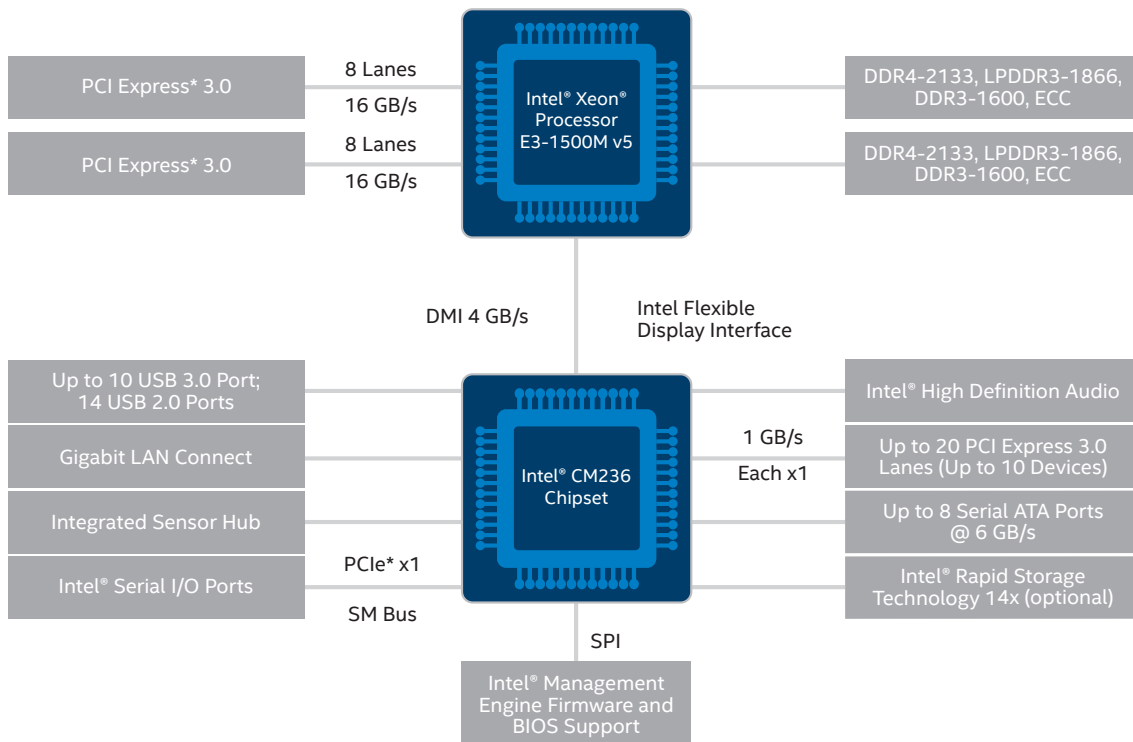 PCI Express* 3.0
8 Lanes
16 GB/s
PCI Express* 3.0
8 Lanes
16 GB/s
Intel® Xeon®
Processor
E3-1500M v5
DDR4-2133, LPDDR3-1866,
DDR3-1600, ECC
DDR4-2133, LPDDR3-1866,
DDR3-1600, ECC
DMI 4 GB/s
Intel Flexible
Display Interface
Up to 10 USB 3.0 Port;
14 USB 2.0 Ports
Gigabit LAN Connect
Integrated Sensor Hub
Intel® Serial I/O Ports
PCIe* x1
SM Bus
Intel® CM236
Chipset
1 GB/s
Each x1
Intel® High Definition Audio
Up to 20 PCI Express 3.0
Lanes (Up to 10 Devices)
Up to 8 Serial ATA Ports
@ 6 GB/s
Intel® Rapid Storage
Technology 14x (optional)
SPI
Intel® Management
Engine Firmware and
BIOS Support